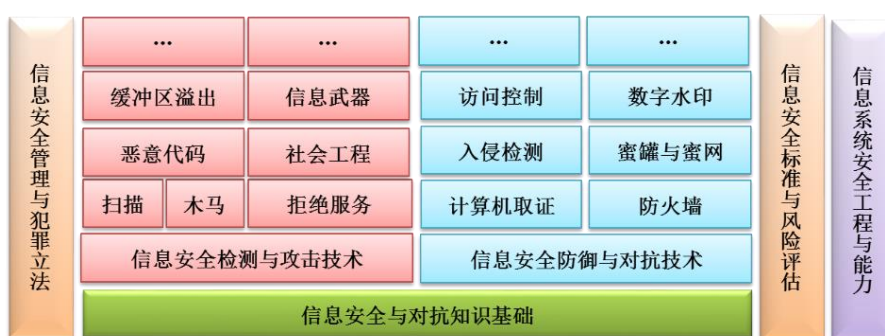 信息安全管理与犯罪立法
... ... ... ...
缓冲区溢出 信息武器 访问控制 数字水印
恶意代码 社会工程 入侵检测 蜜罐与蜜网
扫描 木马 拒绝服务 计算机取证 防火墙
信息安全检测与攻击技术 信息安全防御与对抗技术
信息安全与对抗知识基础
信息安全标准与风险评估
信息系统安全工程与能力